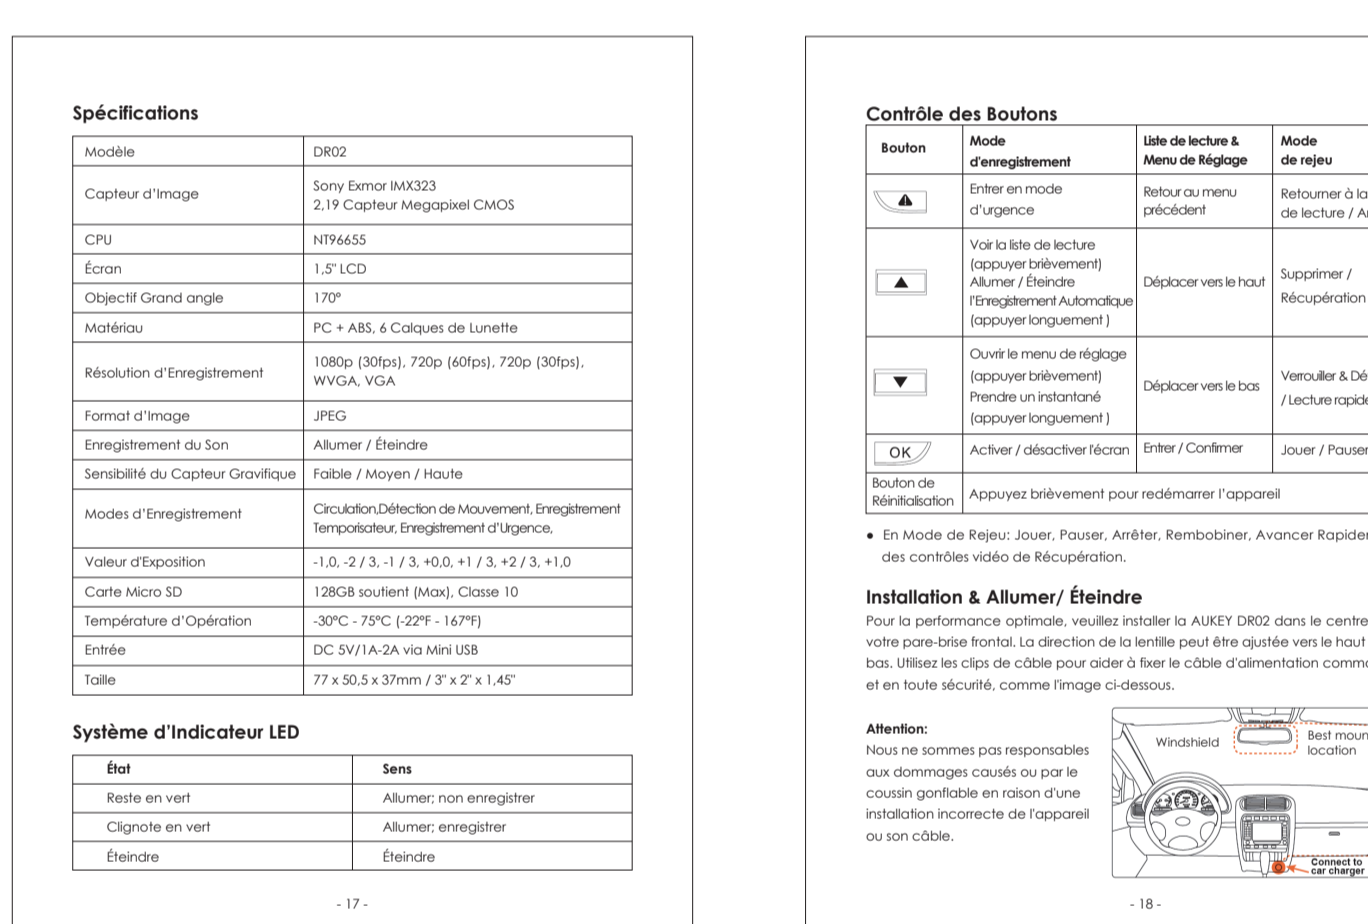 Spécifications
Modèle DR02
Capteur d'Image Sony Exmor IMX323
2,19 Capteur Megapixel CMOS
CPU NT96655
Écran 1,5" LCD
Objectif Grand angle 170°
Matériau PC + ABS, 6 Calques de Lunette
Résolution d'Enregistrement 1080p (30fps), 720p (60fps), 720p (30fps),
WVGA, VGA
Format d'Image JPEG
Enregistrement du Son Allumer / Éteindre
Sensibilité du Capteur Gravifique Faible / Moyen / Haute
Modes d'Enregistrement Circulation,Détection de Mouvement, Enregistrement
Temporisateur, Enregistrement d'Urgence,
Valeur d'Exposition -1,0, -2 / 3, -1 / 3, +0,0, +1 / 3, +2 / 3, +1,0
Carte Micro SD 128GB soutient (Max), Classe 10
Température d'Opération -30°C - 75°C (-22°F - 167°F)
Entrée DC 5V/1A-2A via Mini USB
Taille 77 x 50,5 x 37mm / 3" x 2" x 1,45"
Système d'Indicateur LED
État Sens
Reste en vert Allumer; non enregistrer
Clignote en vert Allumer; enregistrer
Éteindre Éteindre
- 17 -
Contrôle des Boutons
Bouton
Mode
d'enregistrement
Liste de lecture &
Menu de Réglage
Mode
de rejeu
Entrer en mode
d'urgence
Retour au menu
précédent
Retourner à la
de lecture /
Voir la liste de lecture
(appuyer brièvement)
Allumer / Éteindre
l'Enregistrement Automatique
(appuyer longuement )
Déplacer vers le haut
Supprimer /
Récupération
Ouvrir le menu de réglage
(appuyer brièvement)
Prendre un instantané
(appuyer longuement )
Déplacer vers le bas
Verrouiller &
/ Lecture rapide
OK Activer / désactiver l'écran Entrer / Confirmer Jouer / Pauser
Bouton de
Réinitialisation
Appuyez brièvement pour redémarrer l'appareil
● En Mode de Rejeu: Jouer, Pauser, Arrêter, Rembobiner, Avancer
des contrôles vidéo de Récupération.
Installation & Allumer/ Éteindre
Pour la performance optimale, veuillez installer la AUKEY DR02 dans le centre
votre pare-brise frontal. La direction de la lentille peut être ajustée vers le haut
bas. Utilisez les clips de câble pour aider à fixer le câble d'alimentation
et en toute sécurité, comme l'image ci-dessous.
Attention:
Nous ne sommes pas responsables
aux dommages causés ou par le
coussin gonflable en raison d'une
installation incorrecte de l'appareil
ou son câble.
Windshield
Best
location
Connect to
car charger
- 18 -